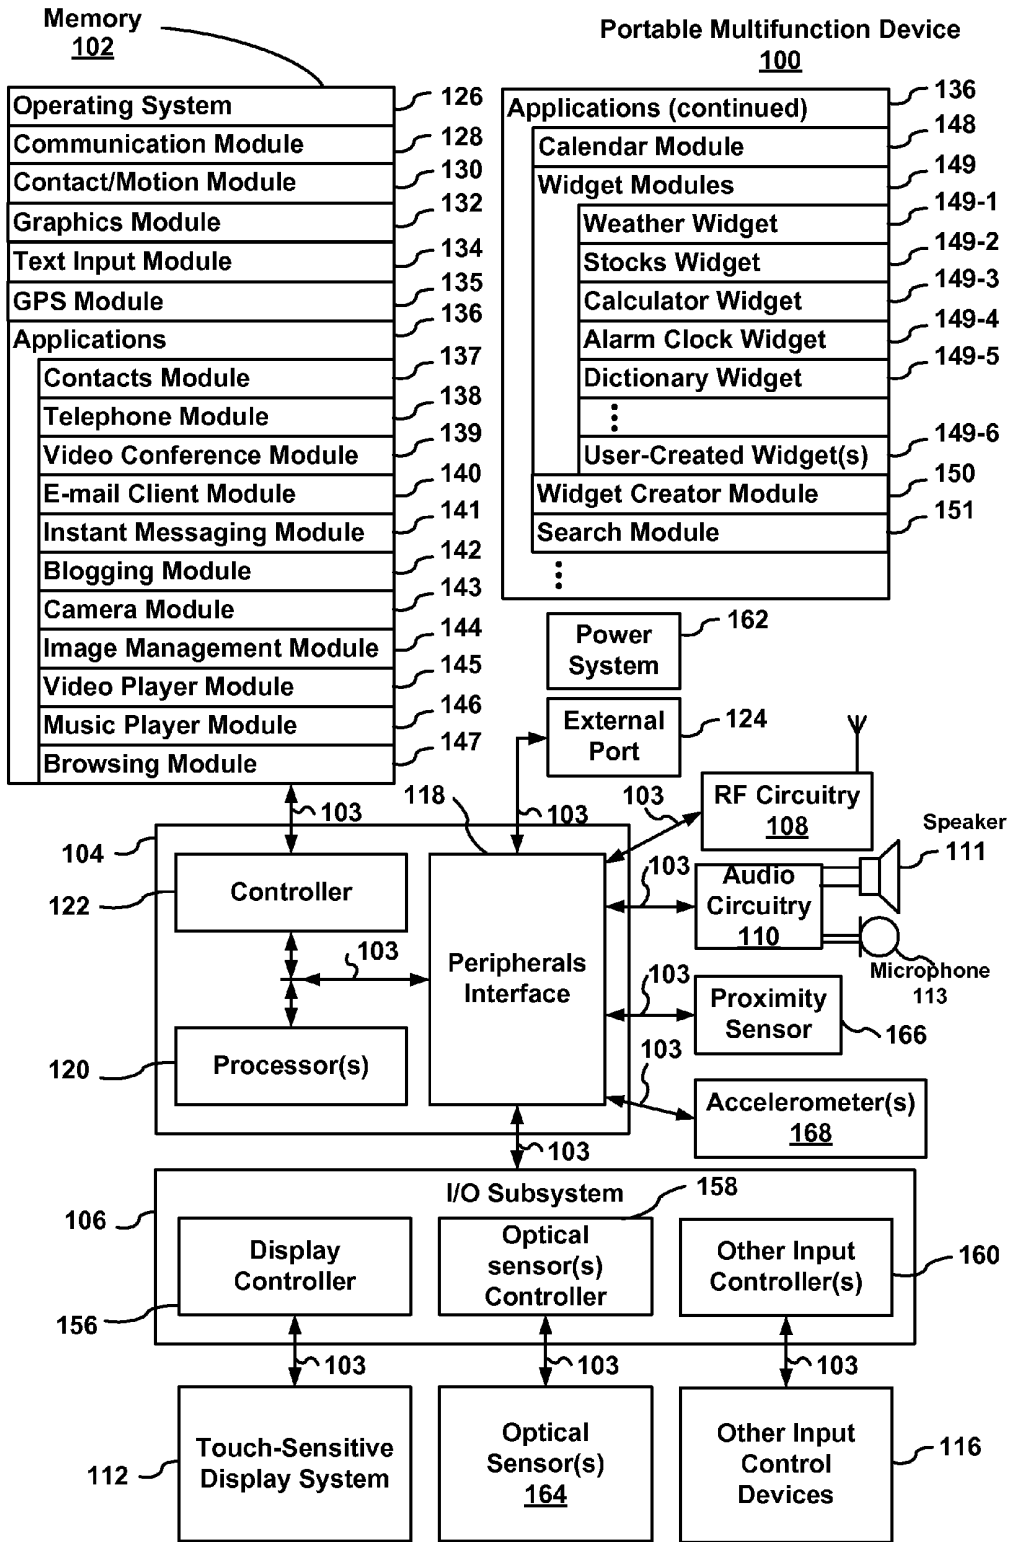 Memory
102
Portable Multifunction Device
100
Operating System
126
Communication Module
128
Contact/Motion Module
130
Graphics Module
132
Text Input Module
134
GPS Module
135
Applications
136
Contacts Module
137
Telephone Module
138
Video Conference Module
139
E-mail Client Module
140
Instant Messaging Module
141
Blogging Module
142
Camera Module
143
Image Management Module
144
Video Player Module
145
Music Player Module
146
Browsing Module
147
Applications (continued)
136
Calendar Module
148
Widget Modules
149
Weather Widget
149-1
Stocks Widget
149-2
Calculator Widget
149-3
Alarm Clock Widget
149-4
Dictionary Widget
149-5
User-Created Widget(s)
149-6
Widget Creator Module
150
Search Module
151
Power
System
162
External
Port
124
103
118
103
103
RF Circuitry
108
Speaker
111
104
Controller
122
103
Audio
Circuitry
110
Microphone
113
103
Peripherals
Interface
103
Proximity
Sensor
166
Processor(s)
120
103
Accelerometer(s)
168
103
I/O Subsystem
106
158
Display
Controller
156
Optical
sensor(s)
Controller
Other Input
Controller(s)
160
103
103
103
Touch-Sensitive
Display System
112
Optical
Sensor(s)
164
Other Input
Control
Devices
116